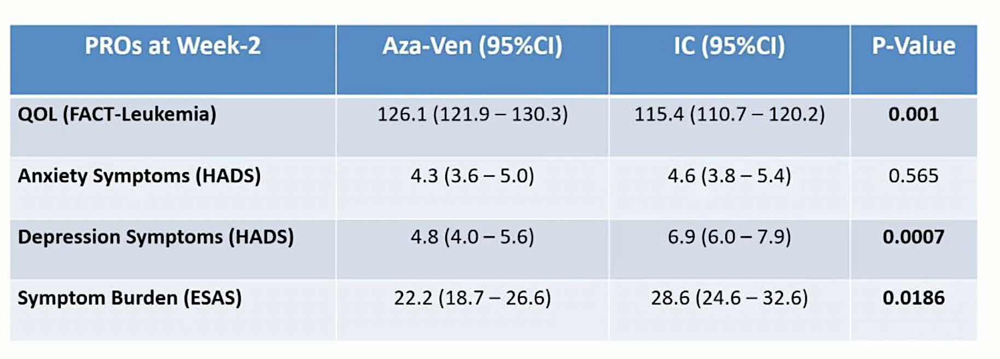 PROs at Week-2 Aza-Ven (95%CI) IC (95%CI) P-Value
QOL (FACT-Leukemia) 126.1 (121.9 – 130.3) 115.4 (110.7 – 120.2) 0.001
Anxiety Symptoms (HADS) 4.3 (3.6 – 5.0) 4.6 (3.8 – 5.4) 0.565
Depression Symptoms (HADS) 4.8 (4.0 – 5.6) 6.9 (6.0 – 7.9) 0.0007
Symptom Burden (ESAS) 22.2 (18.7 – 26.6) 28.6 (24.6 – 32.6) 0.0186